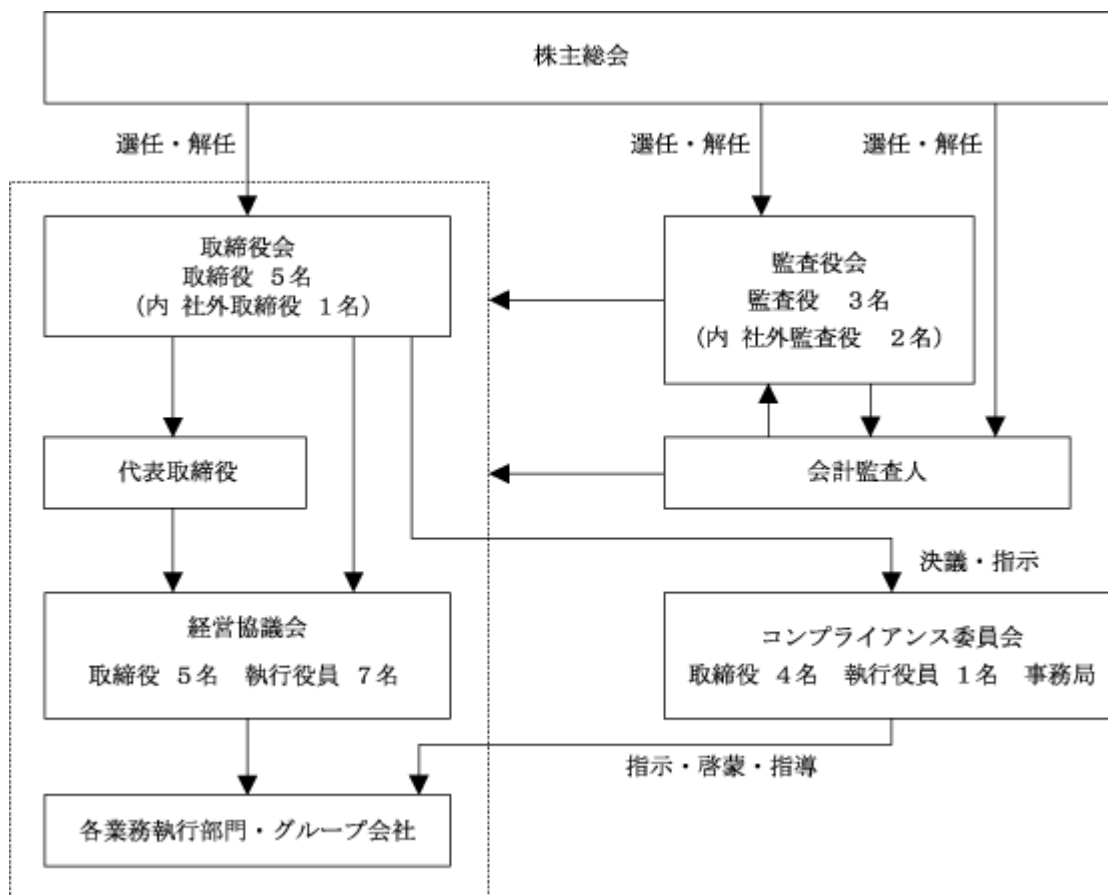 株主総会
選任・解任
選任・解任
選任・解任
取締役会
取締役 5名
(内 社外取締役 1名)
監査役会
監査役 3名
(内 社外監査役 2名)
代表取締役
会計監査人
決議・指示
経営協議会
取締役 5名 執行役員 7名
コンプライアンス委員会
取締役 4名 執行役員 1名 事務局
指示・啓蒙・指導
各業務執行部門・グループ会社